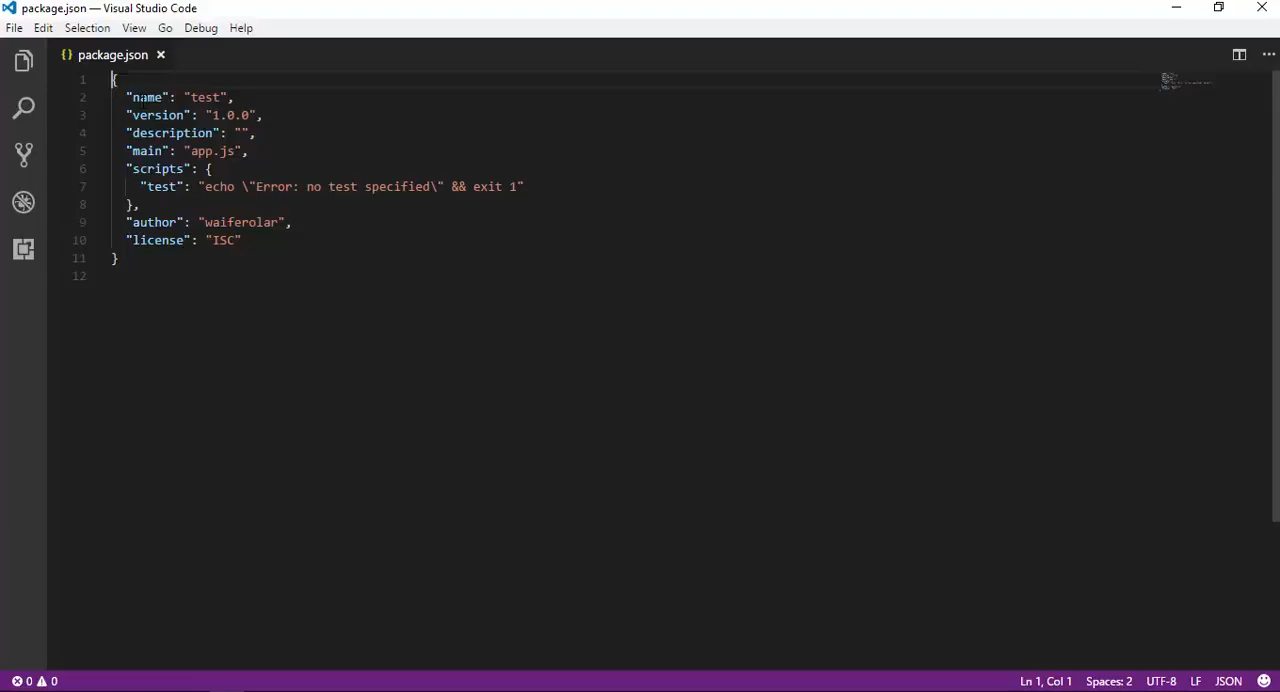 package.json — Visual Studio Code
File Edit Selection View Go Debug Help
{} package.json ×
1 {
2 "name": "test",
3 "version": "1.0.0",
4 "description": "",
5 "main": "app.js",
6 "scripts": {
7 "test": "echo \"Error: no test specified\" && exit 1"
8 },
9 "author": "waiferolar",
10 "license": "ISC"
11 }
12
0 0 Ln 1, Col 1 Spaces: 2 UTF-8 LF JSON